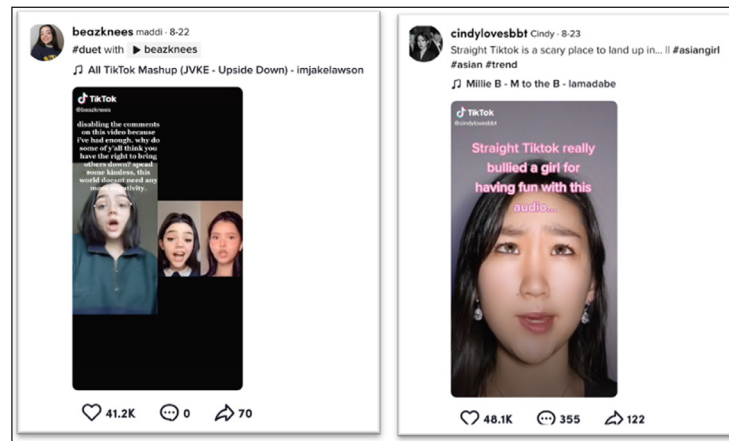 beazknees maddi · 8-22
#duet with ▶ beazknees
♫ All TikTok Mashup (JVKE - Upside Down) - imjakelawson
TikTok
@beazknees
disabling the comments
on this video because
i've had enough. why do
some of y'all think you
have the right to bring
others down? spead
some kindess, this
world doesnt need any
more negativity.
41.2K 0 70
cindylovesbbt Cindy · 8-23
Straight Tiktok is a scary place to land up in... || #asiangirl
#asian #trend
♫ Millie B - M to the B - lamadabe
TikTok
@cindylovesbbt
Straight Tiktok really
bullied a girl for
having fun with this
audio...
48.1K 355 122